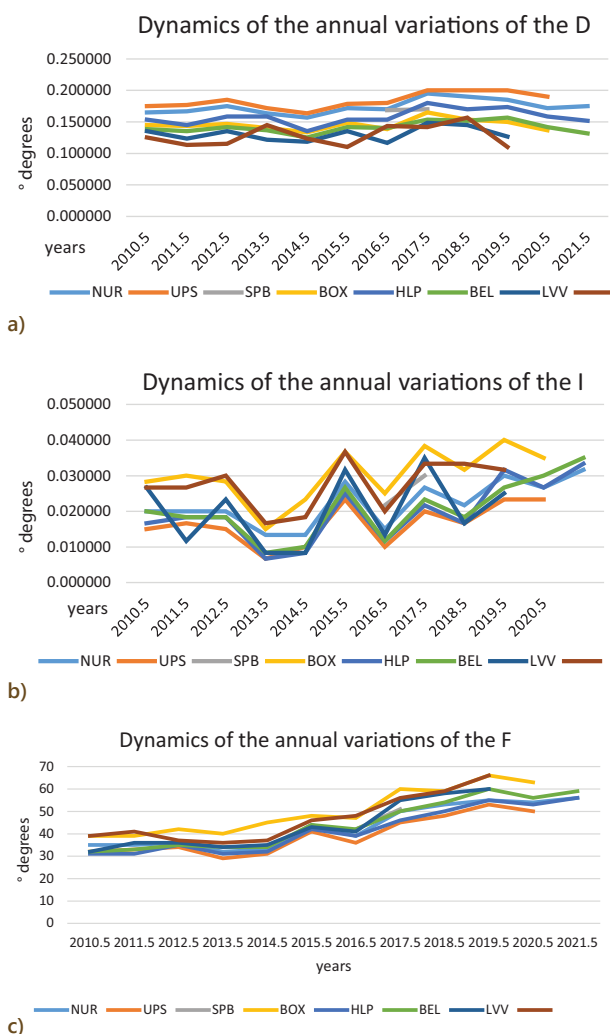 Dynamics of the annual variations of the D
0.250000
0.200000
0.150000
0.100000
0.050000
0.000000
° degrees
years
2010.5 2011.5 2012.5 2013.5 2014.5 2015.5 2016.5 2017.5 2018.5 2019.5 2020.5 2021.5
NUR UPS SPB BOX HLP BEL LVV
a)
Dynamics of the annual variations of the I
0.050000
0.040000
0.030000
0.020000
0.010000
0.000000
° degrees
years
2010.5 2011.5 2012.5 2013.5 2014.5 2015.5 2016.5 2017.5 2018.5 2019.5 2020.5
NUR UPS SPB BOX HLP BEL LVV
b)
Dynamics of the annual variations of the F
70
60
50
40
30
20
10
0
° degrees
2010.5 2011.5 2012.5 2013.5 2014.5 2015.5 2016.5 2017.5 2018.5 2019.5 2020.5 2021.5
years
NUR UPS SPB BOX HLP BEL LVV
c)